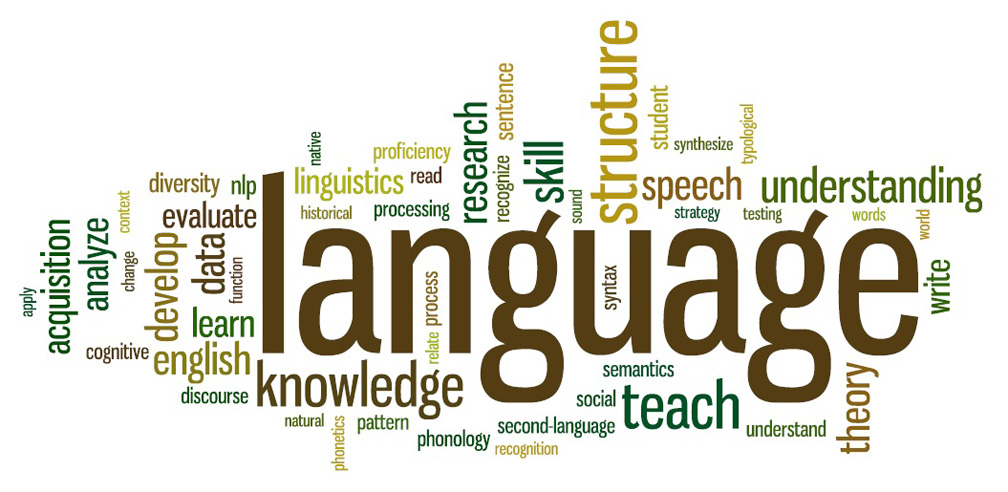 structure
sentence
student
research
native
typological
synthesize
proficiency
skill
recognize
read
linguistics
diversity
nlp
speech
understanding
processing
historical
sound
strategy
testing
words
world
context
evaluate
acquisition
analyze
develop
data
change
function
language
apply
process
syntax
write
learn
relate
cognitive
english
knowledge
semantics
theory
discourse
social
teach
natural
phonetics
pattern
phonology
second-language
recognition
understand